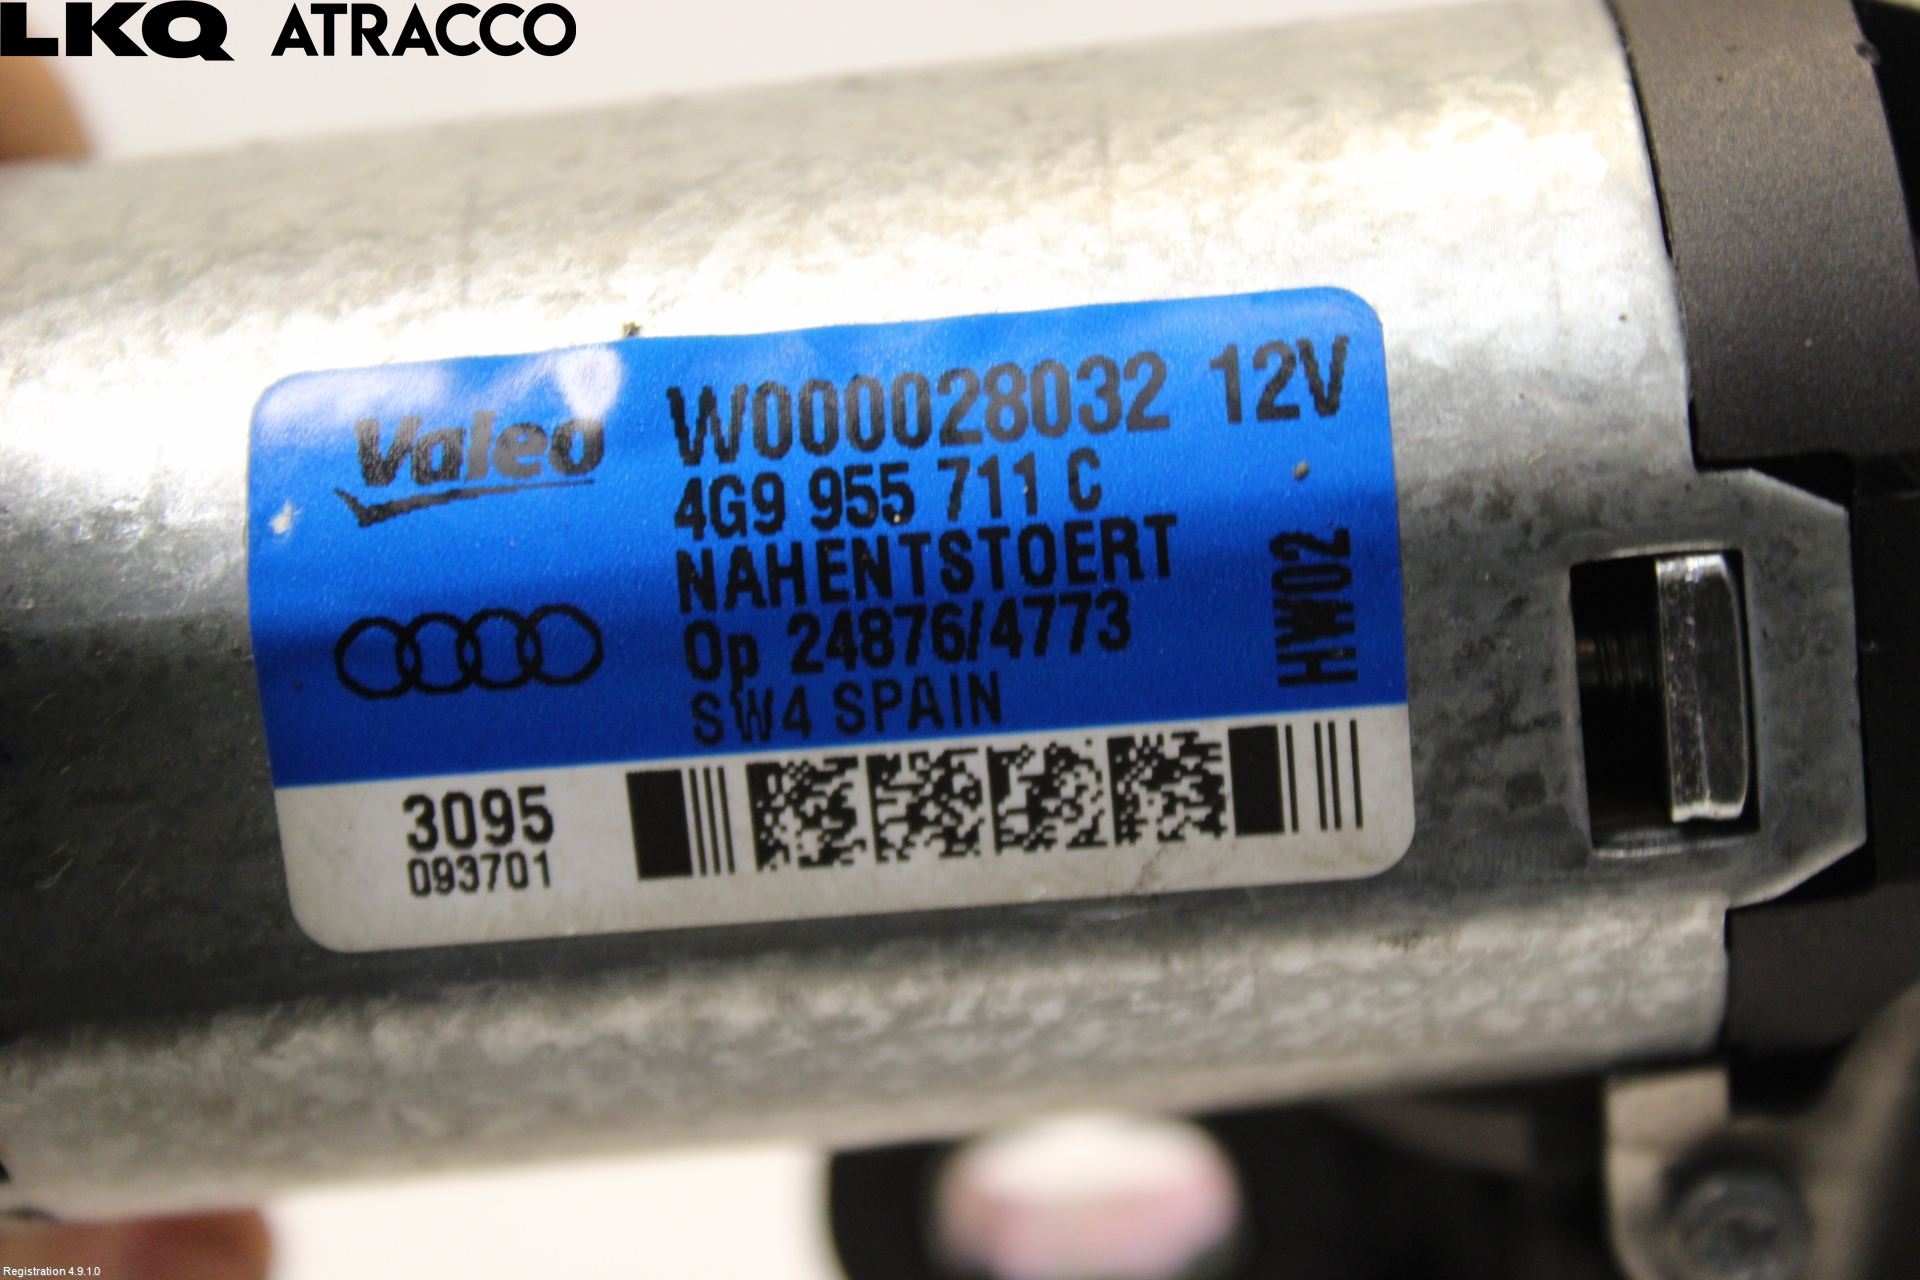 LKQ ATRACCO
Valeo W000028032 12V
4G9 955 711 C
NAHENTSTOERT
Op 24876/4773
SW4 SPAIN
HW02
3095
093701
Registration 4.9.1.0